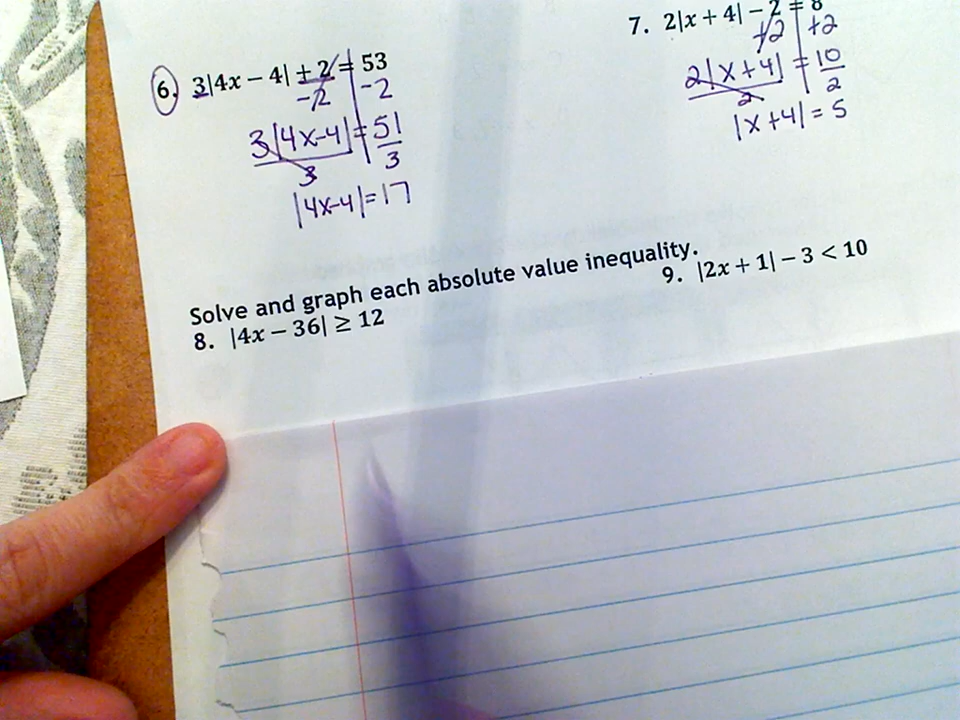 6. 3|4x − 4| + 2 = 53
-2 | -2
3|4x-4| = 51
3 3
|4x-4| = 17
7. 2|x + 4| − 2 = 8
+2 | +2
2|x+4| = 10
2 2
|x+4| = 5
Solve and graph each absolute value inequality.
8. |4x − 36| ≥ 12
9. |2x + 1| − 3 < 10